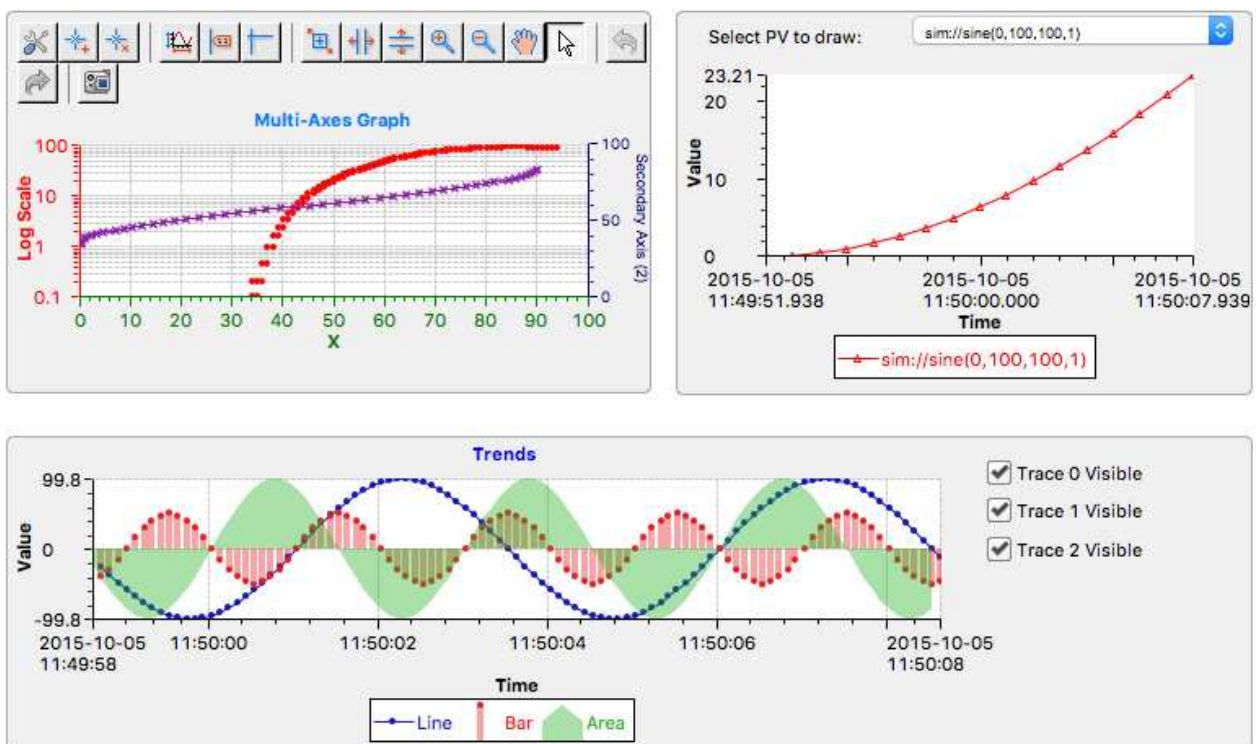 Multi-Axes Graph
100
10
1
0.1
Log Scale
100
50
0
Secondary Axis (2)
0 10 20 30 40 50 60 70 80 90 100
X
Select PV to draw:
sim://sine(0,100,100,1)
23.21
20
10
0
Value
2015-10-05 2015-10-05 2015-10-05
11:49:51.938 11:50:00.000 11:50:07.939
Time
sim://sine(0,100,100,1)
Trends
99.8
0
-99.8
Value
2015-10-05 11:50:00 11:50:02 11:50:04 11:50:06 2015-10-05
11:49:58 11:50:08
Time
Line Bar Area
Trace 0 Visible
Trace 1 Visible
Trace 2 Visible